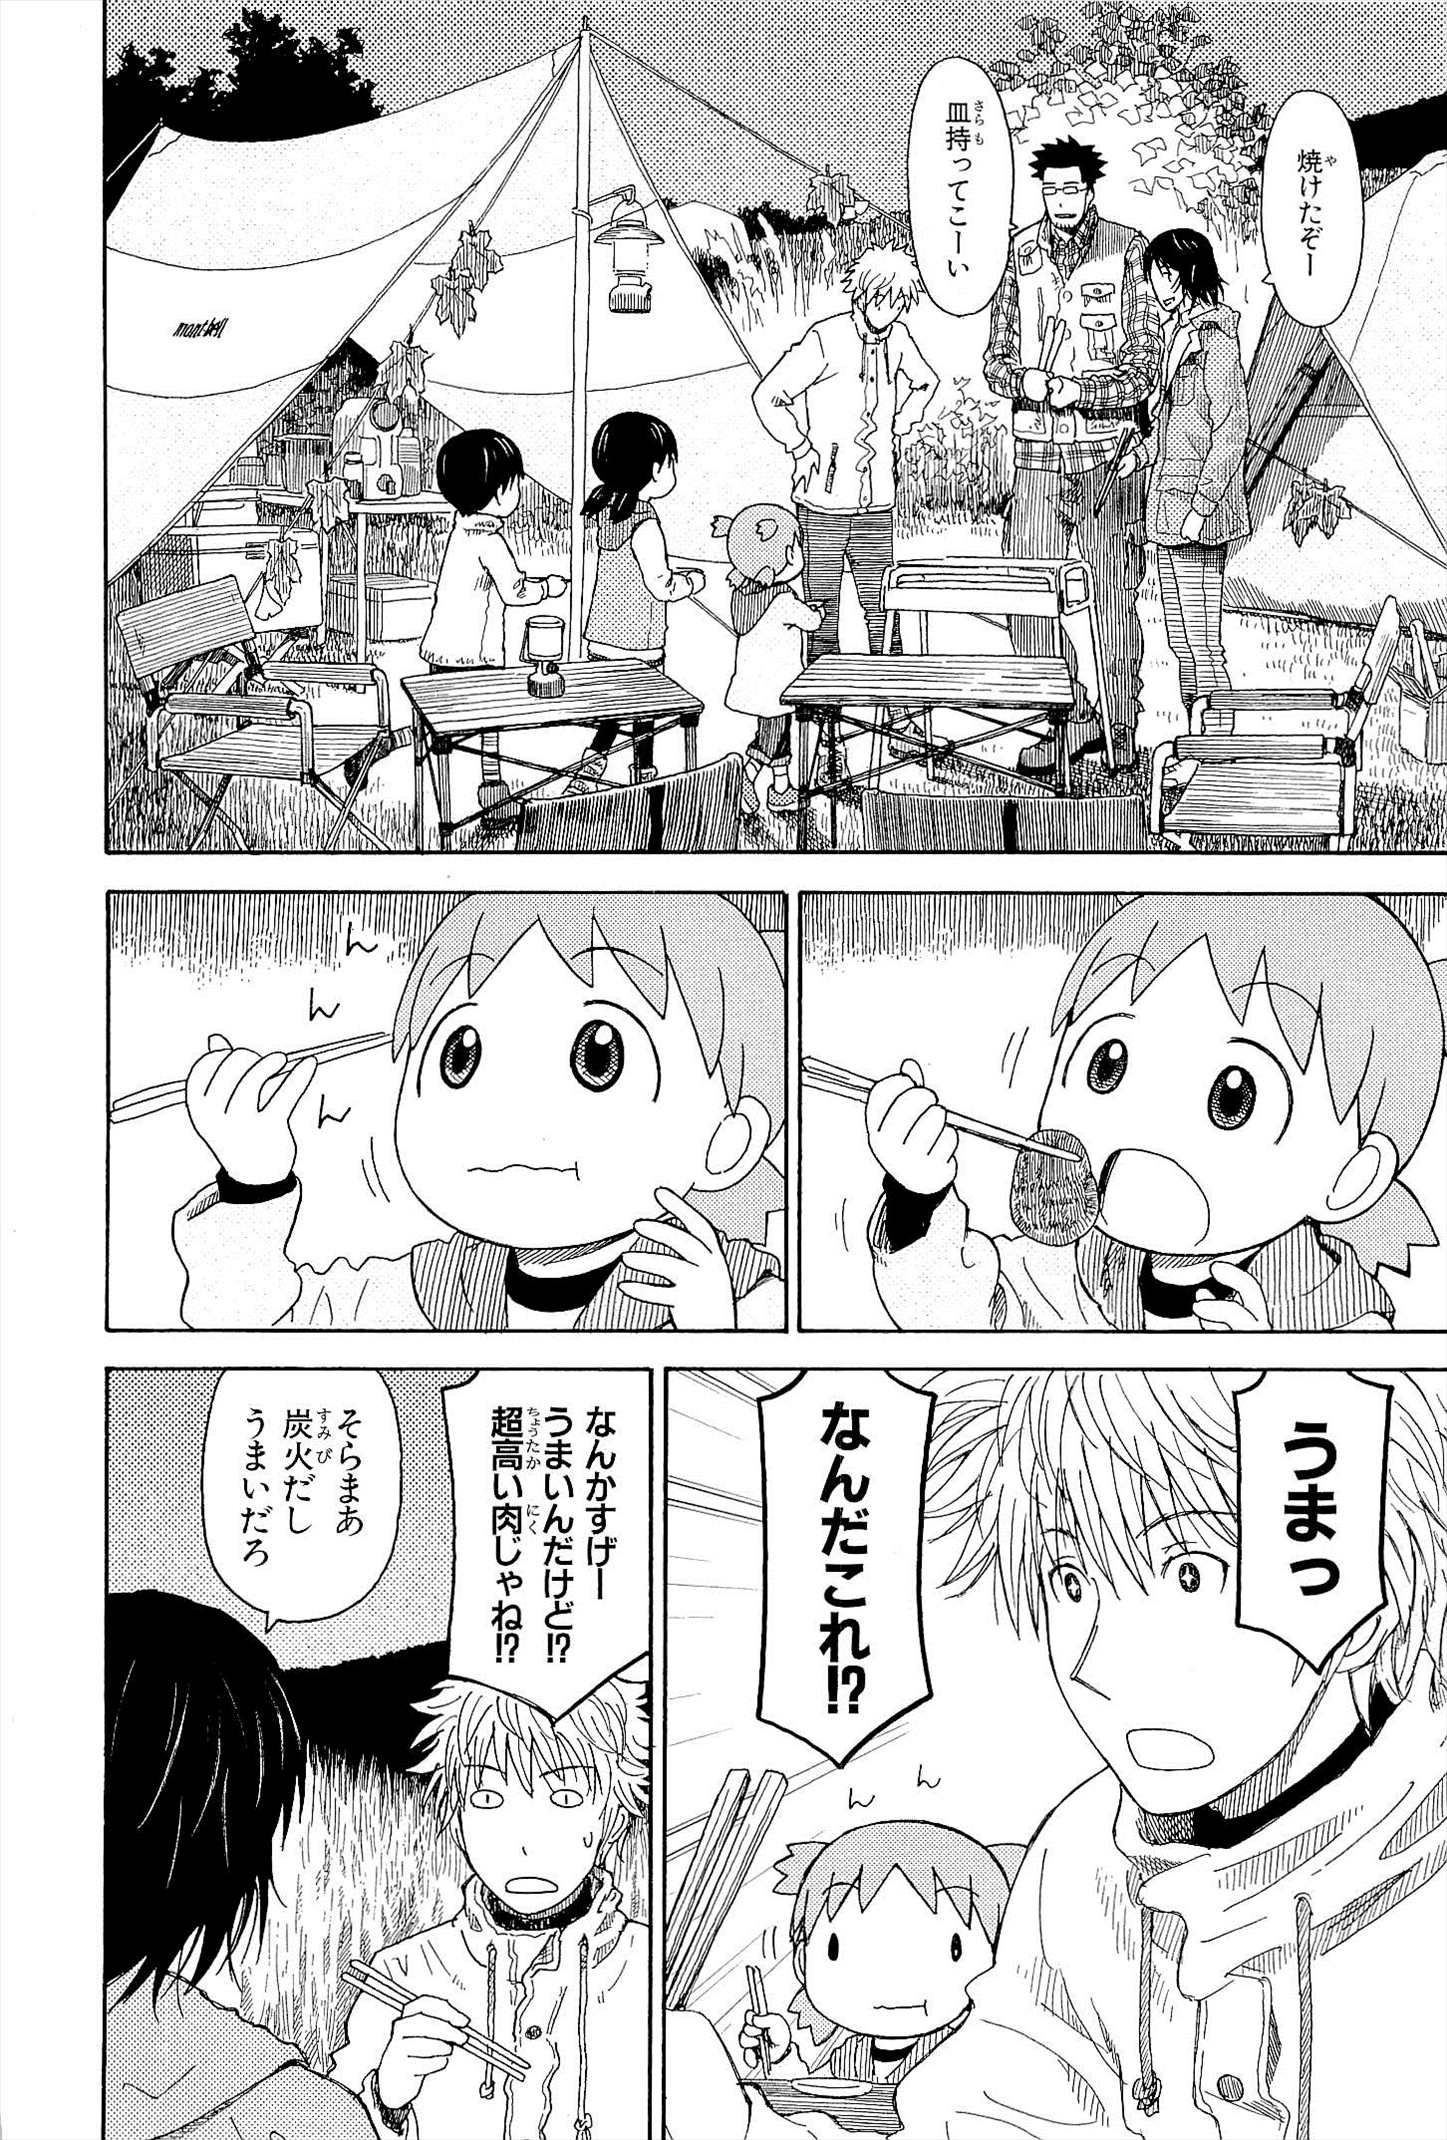 焼けたぞー
皿持ってこーい
montbell
ん
ん
ん
うまっ
なんだこれ!?
ん
ん
なんかすげー
うまいんだけど!?
超高い肉じゃね!?
そらまあ
炭火だし
うまいだろ